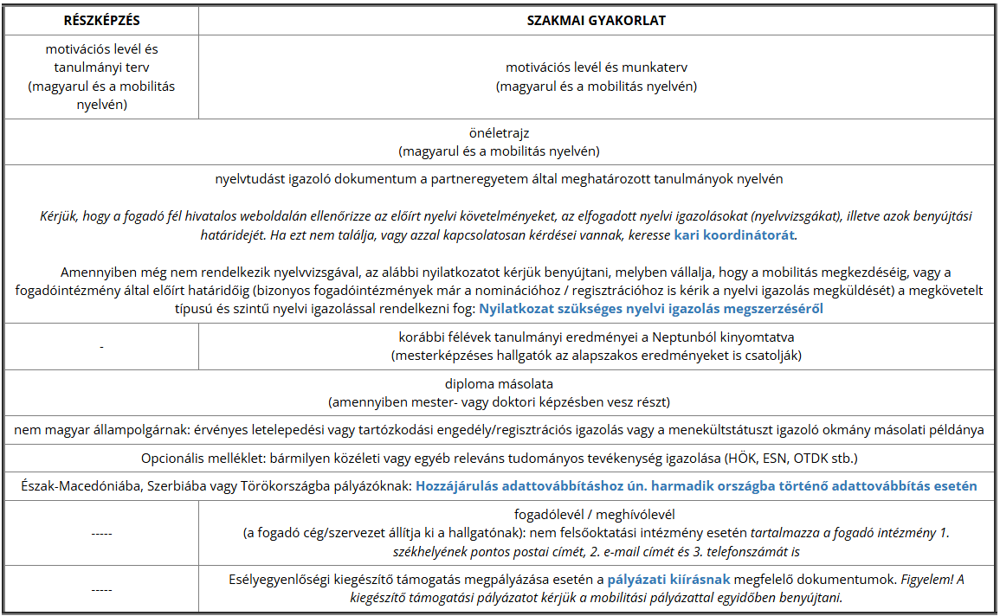 RÉSZKÉPZÉS
SZAKMAI GYAKORLAT
motivációs levél és
tanulmányi terv
(magyarul és a mobilitás
nyelvén)
motivációs levél és munkaterv
(magyarul és a mobilitás nyelvén)
önéletrajz
(magyarul és a mobilitás nyelvén)
nyelvtudást igazoló dokumentum a partneregyetem által meghatározott tanulmányok nyelvén
Kérjük, hogy a fogadó fél hivatalos weboldalán ellenőrizze az előírt nyelvi követelményeket, az elfogadott nyelvi igazolásokat (nyelvvizsgákat), illetve azok benyújtási
határidejét. Ha ezt nem találja, vagy azzal kapcsolatosan kérdései vannak, keresse kari koordinátorát.
Amennyiben még nem rendelkezik nyelvvizsgával, az alábbi nyilatkozatot kérjük benyújtani, melyben vállalja, hogy a mobilitás megkezdéséig, vagy a
fogadóintézmény által előírt határidőig (bizonyos fogadóintézmények már a nominációhoz / regisztrációhoz is kérik a nyelvi igazolás megküldését) a megkövetelt
típusú és szintű nyelvi igazolással rendelkezni fog: Nyilatkozat szükséges nyelvi igazolás megszerzéséről
-
korábbi félévek tanulmányi eredményei a Neptunból kinyomtatva
(mesterképzéses hallgatók az alapszakos eredményeket is csatolják)
diploma másolata
(amennyiben mester- vagy doktori képzésben vesz részt)
nem magyar állampolgárnak: érvényes letelepedési vagy tartózkodási engedély/regisztrációs igazolás vagy a menekültstátuszt igazoló okmány másolati példánya
Opcionális melléklet: bármilyen közéleti vagy egyéb releváns tudományos tevékenység igazolása (HÖK, ESN, OTDK stb.)
Észak-Macedóniába, Szerbiába vagy Törökországba pályázóknak: Hozzájárulás adattovábbításhoz ún. harmadik országba történő adattovábbítás esetén
-----
fogadólevél / meghívólevél
(a fogadó cég/szervezet állítja ki a hallgatónak): nem felsőoktatási intézmény esetén tartalmazza a fogadó intézmény 1.
székhelyének pontos postai címét, 2. e-mail címét és 3. telefonszámát is
-----
Esélyegyenlőségi kiegészítő támogatás megpályázása esetén a pályázati kiírásnak megfelelő dokumentumok. Figyelem! A
kiegészítő támogatási pályázatot kérjük a mobilitási pályázattal egyidőben benyújtani.